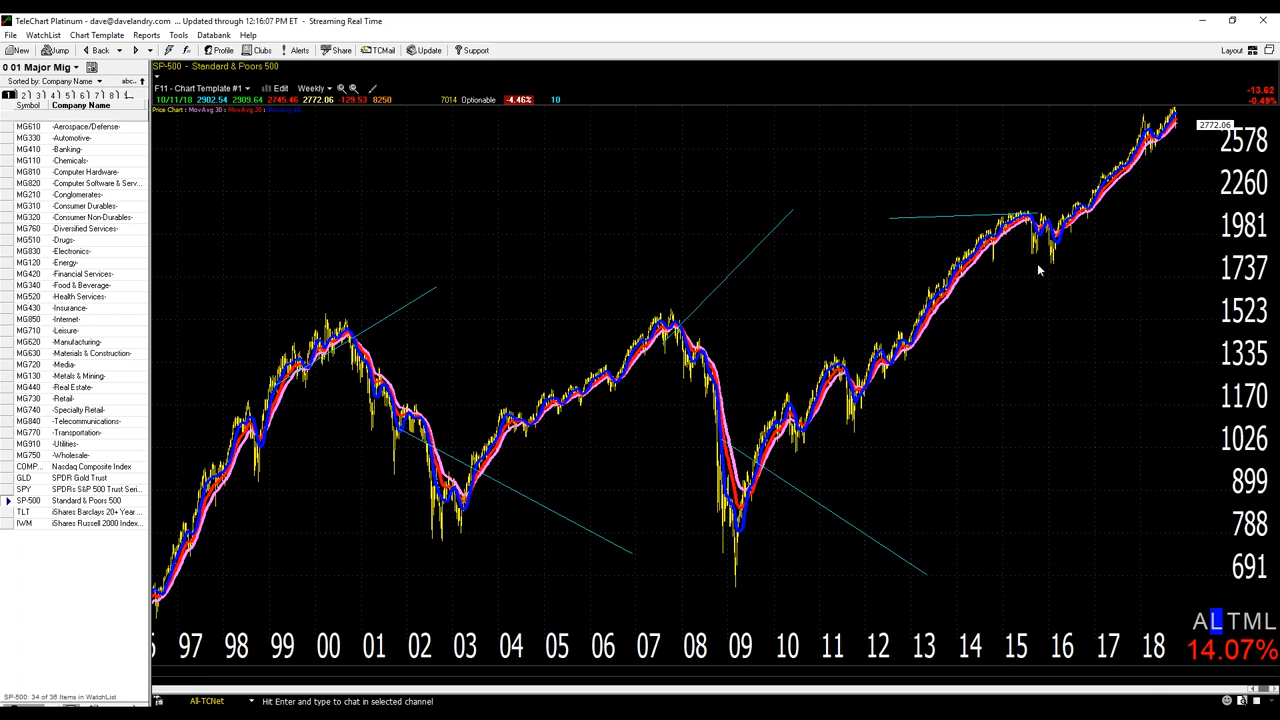 TeleChart Platinum - dave@davelandry.com ... Updated through 12:16:07 PM ET - Streaming Real Time
File WatchList Chart Template Reports Tools Databank Help
New Jump Back Profile Clubs Alerts Share TCMail Update Support Layout
0 01 Major Mig
Sorted by: Company Name abc..
1 2 3 4 5 6 7 8
Symbol Company Name
MG610 -Aerospace/Defense-
MG330 -Automotive-
MG410 -Banking-
MG110 -Chemicals-
MG810 -Computer Hardware-
MG820 -Computer Software & Serv...
MG210 -Conglomerates-
MG310 -Consumer Durables-
MG320 -Consumer Non-Durables-
MG760 -Diversified Services-
MG510 -Drugs-
MG830 -Electronics-
MG120 -Energy-
MG420 -Financial Services-
MG340 -Food & Beverage-
MG520 -Health Services-
MG430 -Insurance-
MG850 -Internet-
MG710 -Leisure-
MG620 -Manufacturing-
MG630 -Materials & Construction-
MG720 -Media-
MG130 -Metals & Mining-
MG440 -Real Estate-
MG730 -Retail-
MG740 -Specialty Retail-
MG840 -Telecommunications-
MG770 -Transportation-
MG910 -Utilities-
MG750 -Wholesale-
COMP... Nasdaq Composite Index
GLD SPDR Gold Trust
SPY SPDRs S&P 500 Trust Seri...
SP-500 Standard & Poors 500
TLT iShares Barclays 20+ Year ...
IWM iShares Russell 2000 Index...
SP-500: 34 of 36 Items in WatchList
SP-500 - Standard & Poors 500
F11 - Chart Template #1 Edit Weekly
10/11/18 2902.54 2909.64 2745.46 2772.06 -129.53 8250 7014 Optionable -4.46% 10
Price Chart
-13.62
-0.49%
2772.06
2578
2260
1981
1737
1523
1335
1170
1026
899
788
691
ALTML
14.07%
97 98 99 00 01 02 03 04 05 06 07 08 09 10 11 12 13 14 15 16 17 18
All-TCNet Hit Enter and type to chat in selected channel